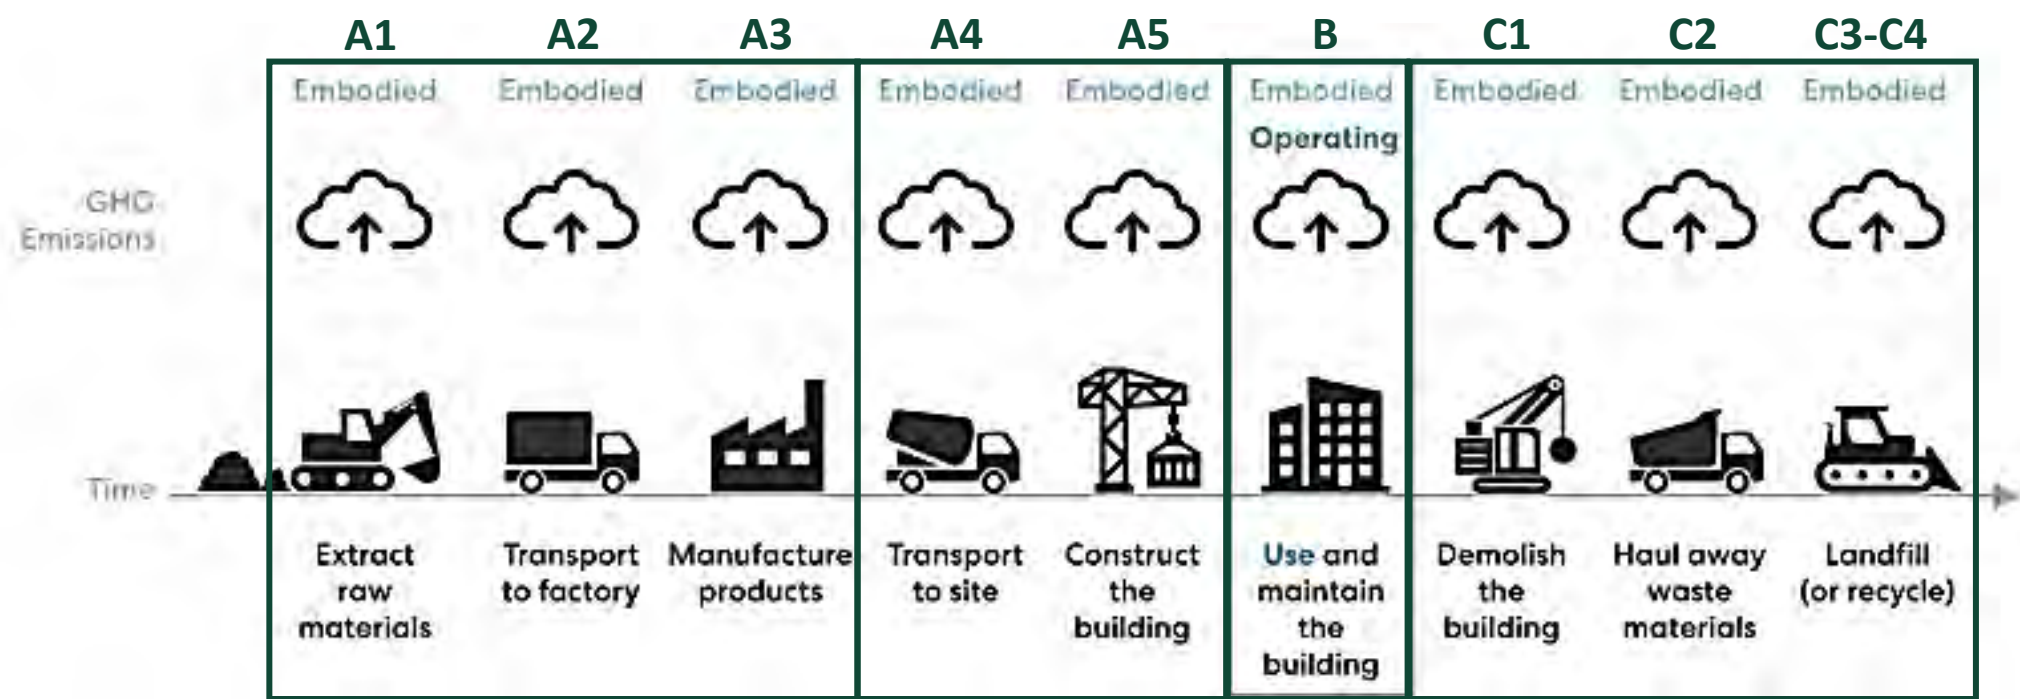 A1 A2 A3 A4 A5 B C1 C2 C3-C4
Embodied Embodied Embodied Embodied Embodied Embodied Embodied Embodied Embodied
Operating
GHG
Emissions
Time
Extract
raw
materials
Transport
to factory
Manufacture
products
Transport
to site
Construct
the
building
Use and
maintain
the
building
Demolish
the
building
Haul away
waste
materials
Landfill
(or recycle)